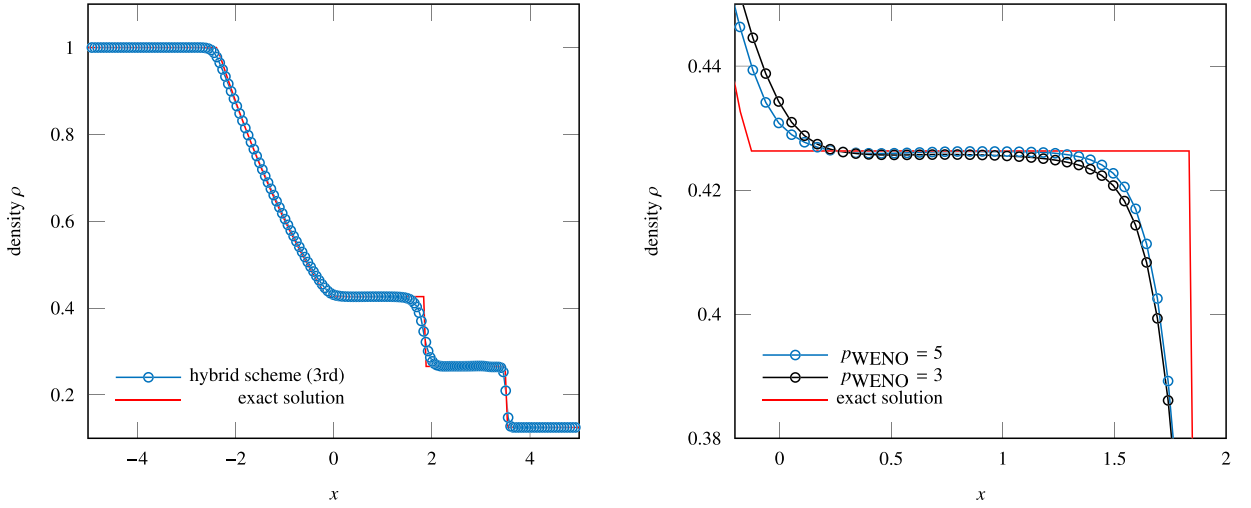 1
0.8
0.6
0.4
0.2
density ρ
hybrid scheme (3rd)
exact solution
−4 −2 0 2 4
x
0.44
0.42
0.4
0.38
density ρ
pWENO = 5
pWENO = 3
exact solution
0 0.5 1 1.5 2
x